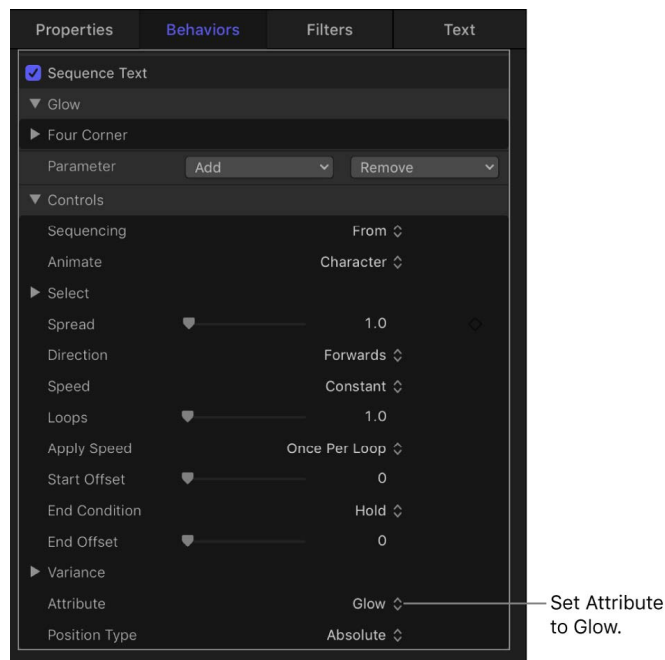 Properties Behaviors Filters Text
Sequence Text
Glow
Four Corner
Parameter Add Remove
Controls
Sequencing From
Animate Character
Select
Spread 1.0
Direction Forwards
Speed Constant
Loops 1.0
Apply Speed Once Per Loop
Start Offset 0
End Condition Hold
End Offset 0
Variance
Attribute Glow
Position Type Absolute
Set Attribute
to Glow.